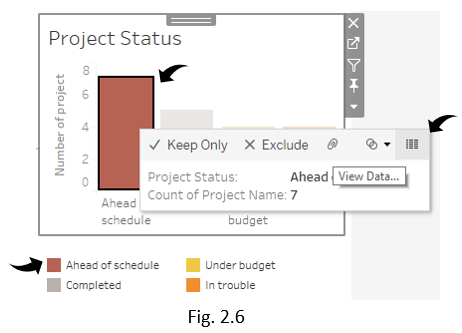 Project Status
Number of project
8
6
4
2
0
Keep Only Exclude
Project Status: Ahead
Count of Project Name: 7
View Data...
Ahead
schedule
budget
Ahead of schedule Under budget
Completed In trouble
Fig. 2.6